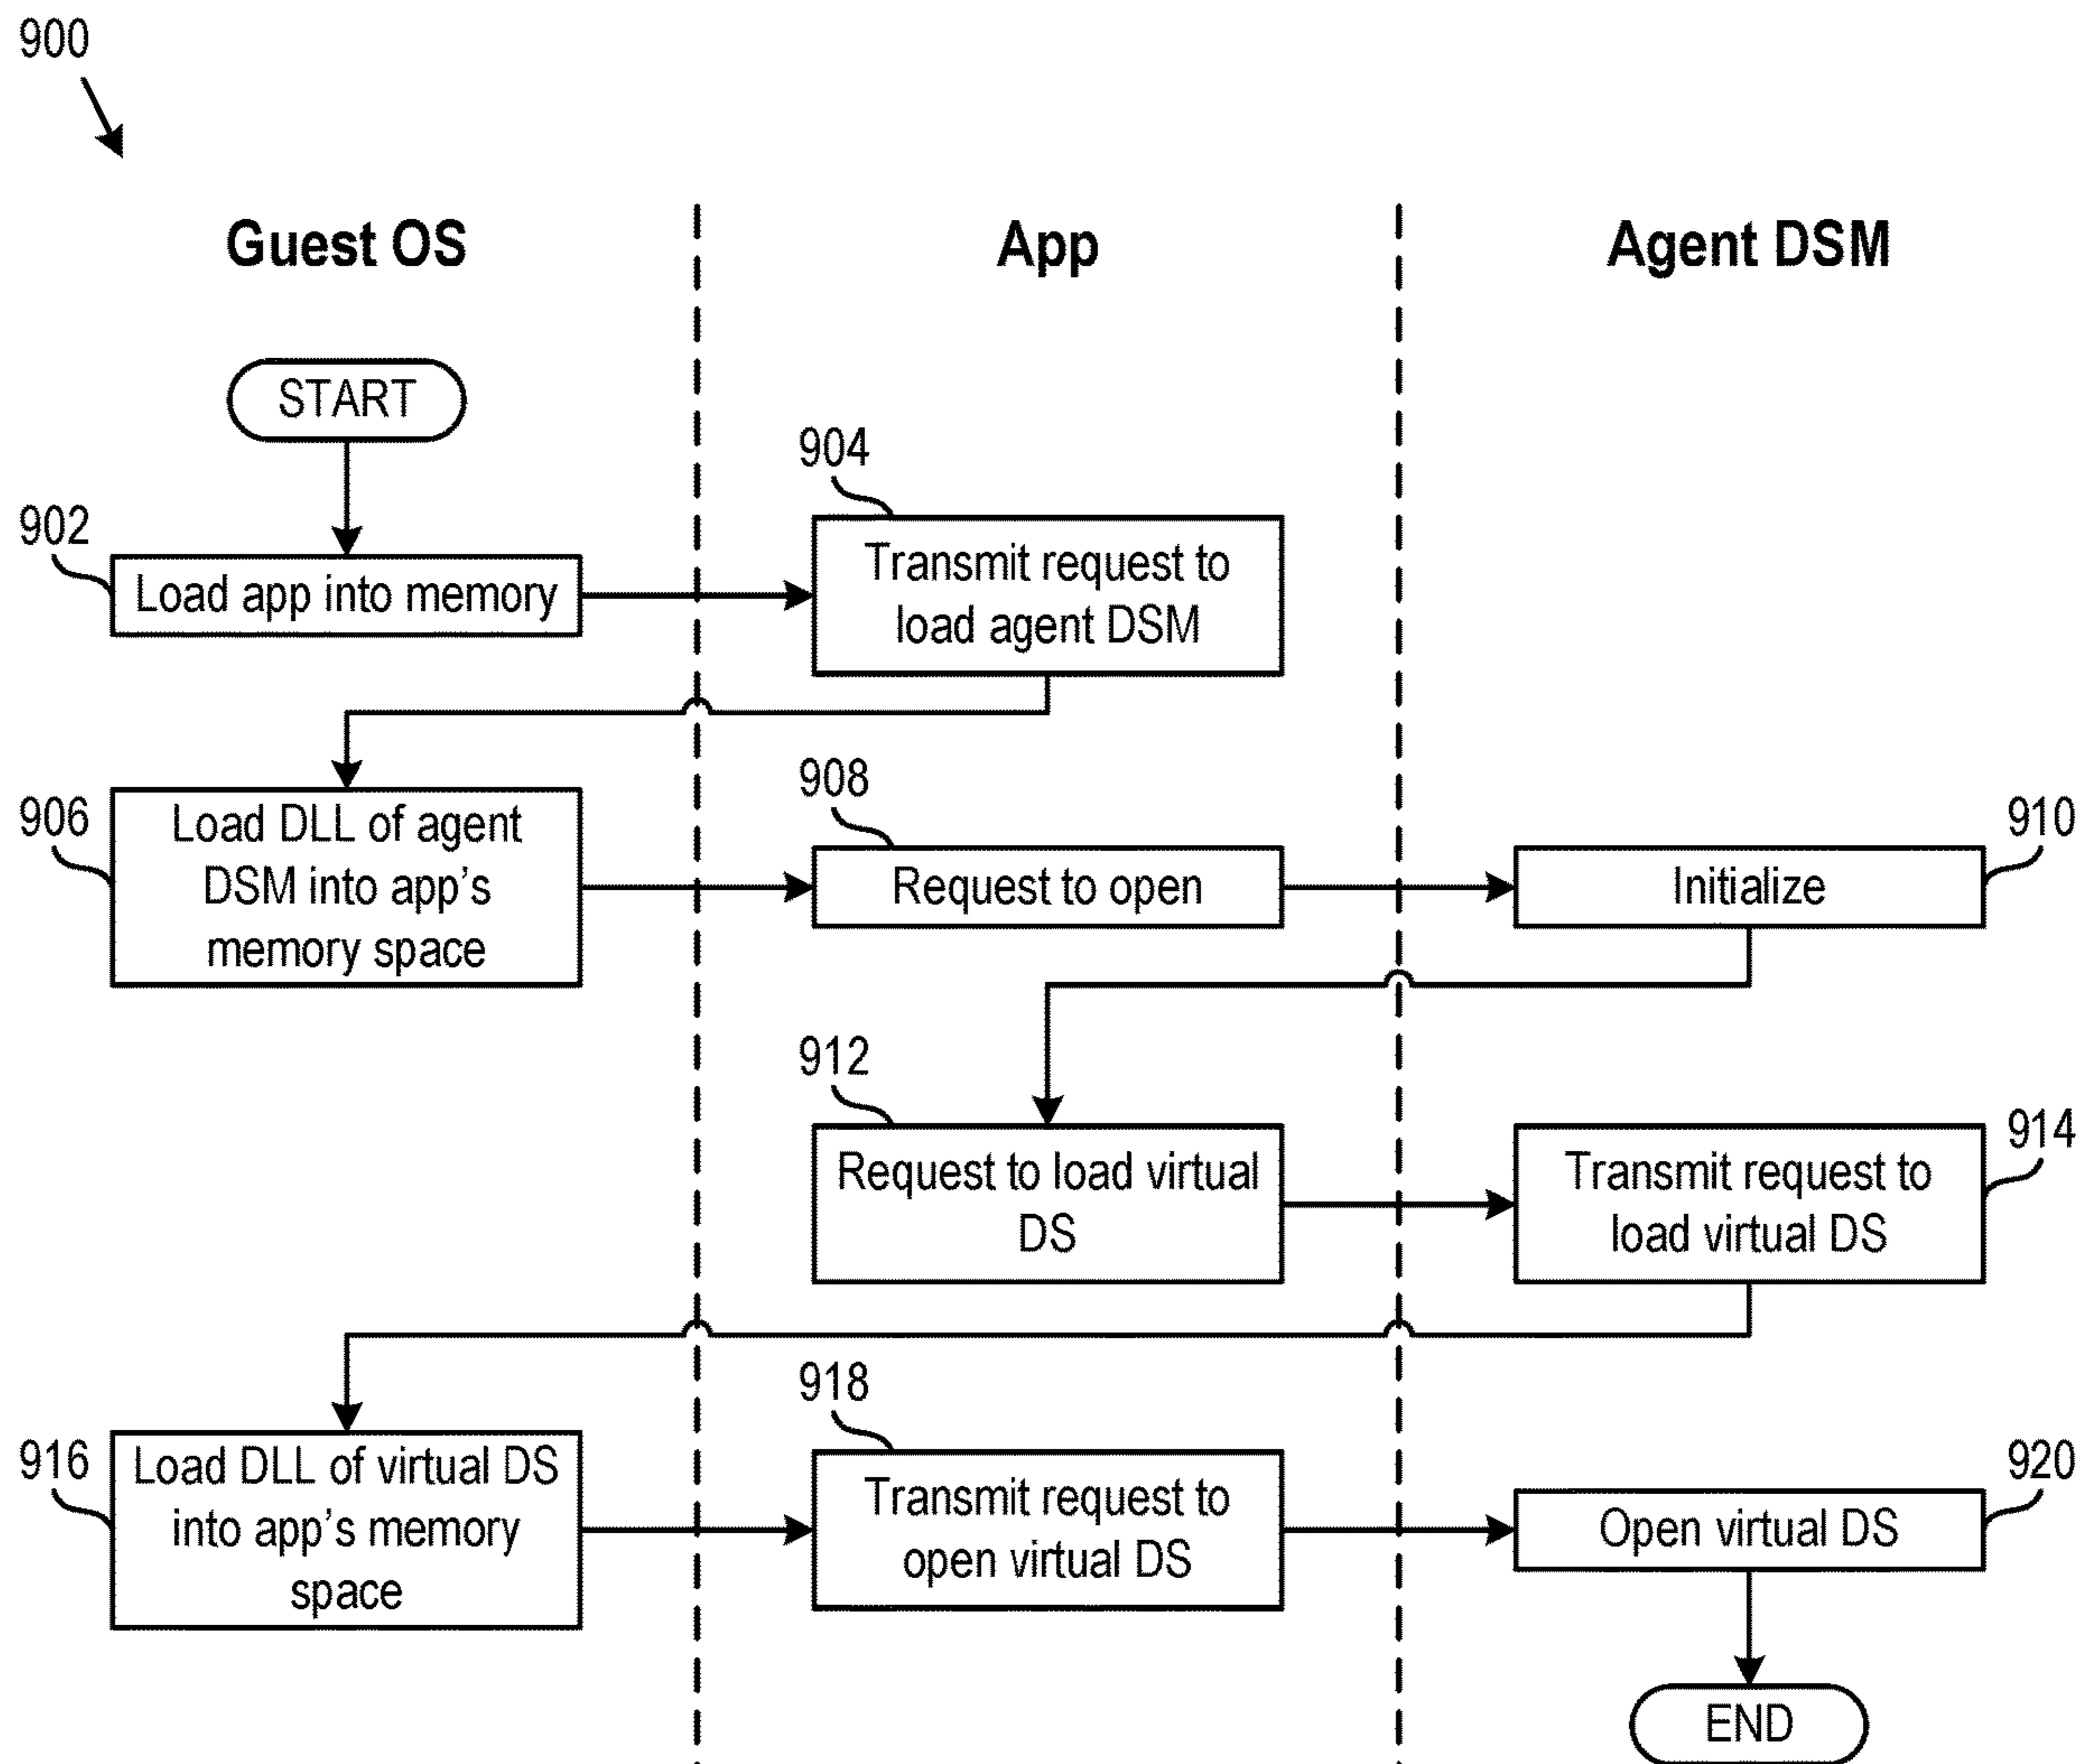 900
Guest OS
App
Agent DSM
START
904
902
Load app into memory
Transmit request to
load agent DSM
906
Load DLL of agent
DSM into app's
memory space
908
Request to open
910
Initialize
912
Request to load virtual
DS
914
Transmit request to
load virtual DS
916
Load DLL of virtual DS
into app's memory
space
918
Transmit request to
open virtual DS
920
Open virtual DS
END